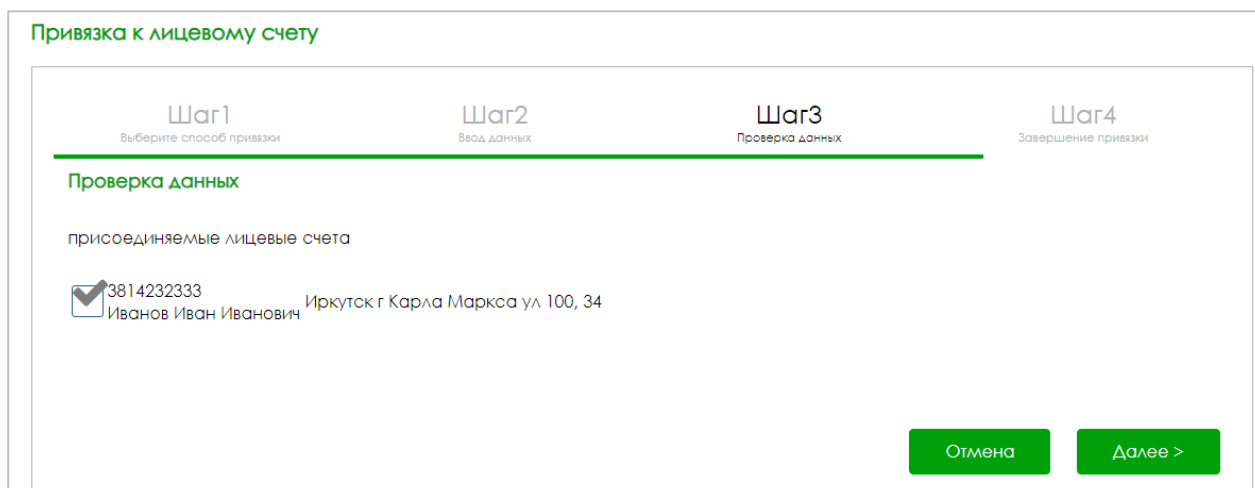 Привязка к лицевому счету
Шаг1
Выберите способ привязки
Шаг2
Ввод данных
Шаг3
Проверка данных
Шаг4
Завершение привязки
Проверка данных
присоединяемые лицевые счета
3814232333
Иванов Иван Иванович
Иркутск г Карла Маркса ул 100, 34
Отмена
Далее >